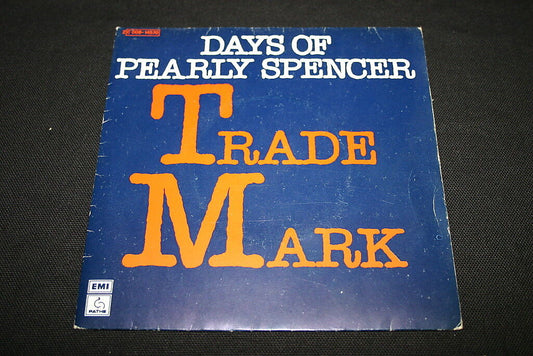 DAYS OF
PEARLY SPENCER
TRADE
MARK
EMI
PATHE